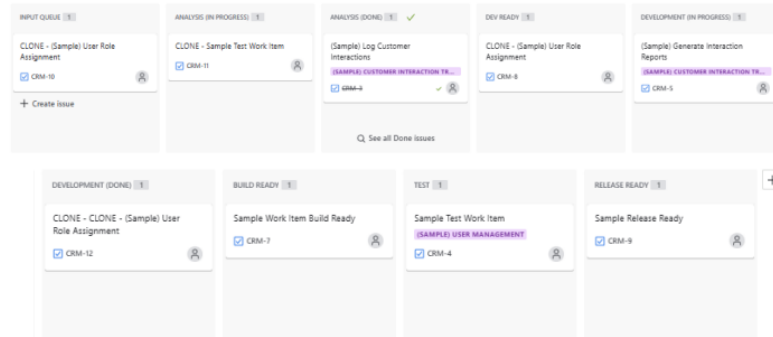 INPUT QUEUE 1
ANALYSIS (IN PROGRESS) 1
ANALYSIS (DONE) 1
DEV READY 1
DEVELOPMENT (IN PROGRESS) 1
CLONE - (Sample) User Role
Assignment
CRM-10
+ Create issue
CLONE - Sample Test Work Item
CRM-11
(Sample) Log Customer
Interactions
(SAMPLE) CUSTOMER INTERACTION TR...
CRM-3
See all Done issues
CLONE - (Sample) User Role
Assignment
CRM-8
(Sample) Generate Interaction
Reports
(SAMPLE) CUSTOMER INTERACTION TR...
CRM-5
DEVELOPMENT (DONE) 1
BUILD READY 1
TEST 1
RELEASE READY 1
CLONE - CLONE - (Sample) User
Role Assignment
CRM-12
Sample Work Item Build Ready
CRM-7
Sample Test Work Item
(SAMPLE) USER MANAGEMENT
CRM-4
Sample Release Ready
CRM-9